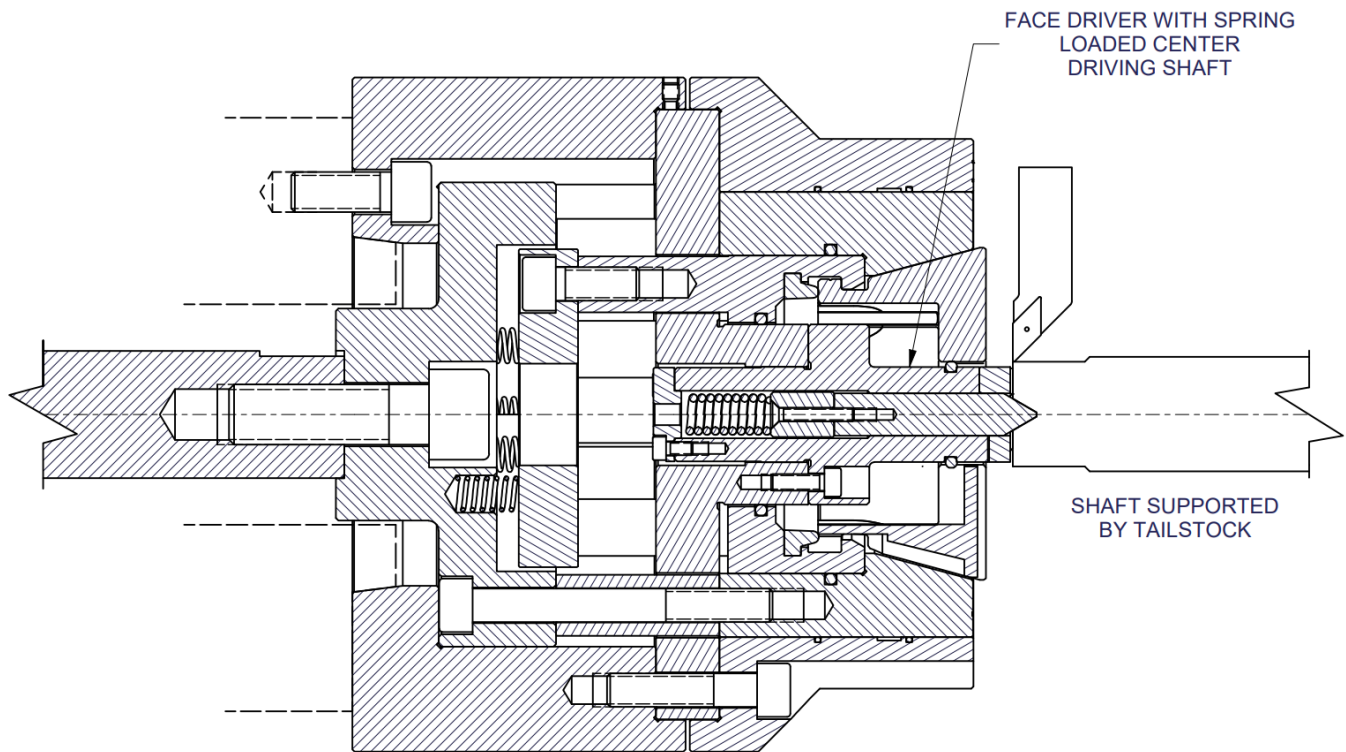 FACE DRIVER WITH SPRING
LOADED CENTER
DRIVING SHAFT
SHAFT SUPPORTED
BY TAILSTOCK